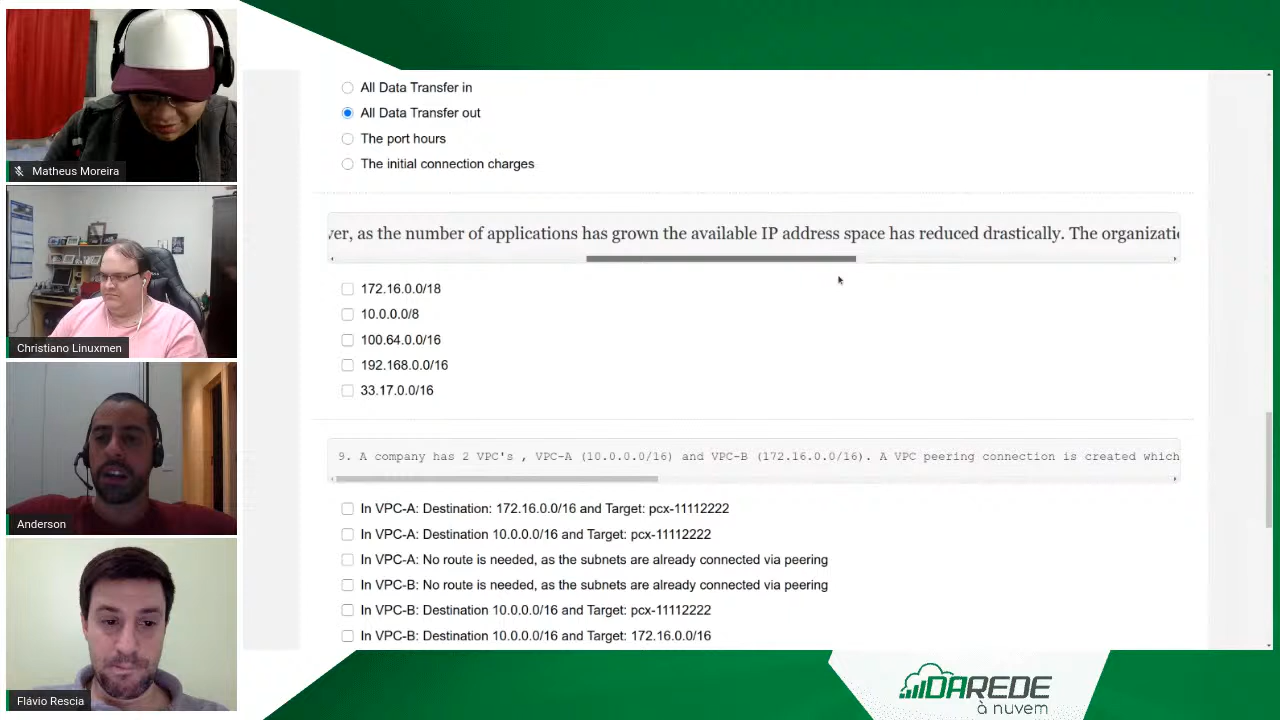 All Data Transfer in
All Data Transfer out
The port hours
The initial connection charges
Matheus Moreira
as the number of applications has grown the available IP address space has reduced drastically. The
172.16.0.0/18
10.0.0.0/8
100.64.0.0/16
192.168.0.0/16
33.17.0.0/16
Christiano Linuxmen
9. A company has 2 VPC's , VPC-A (10.0.0.0/16) and VPC-B (172.16.0.0/16). A VPC peering connection is created which
In VPC-A: Destination: 172.16.0.0/16 and Target: pcx-11112222
In VPC-A: Destination 10.0.0.0/16 and Target: pcx-11112222
In VPC-A: No route is needed, as the subnets are already connected via peering
In VPC-B: No route is needed, as the subnets are already connected via peering
In VPC-B: Destination 10.0.0.0/16 and Target: pcx-11112222
In VPC-B: Destination 10.0.0.0/16 and Target: 172.16.0.0/16
Anderson
Flávio Rescia
DAREDE
à nuvem